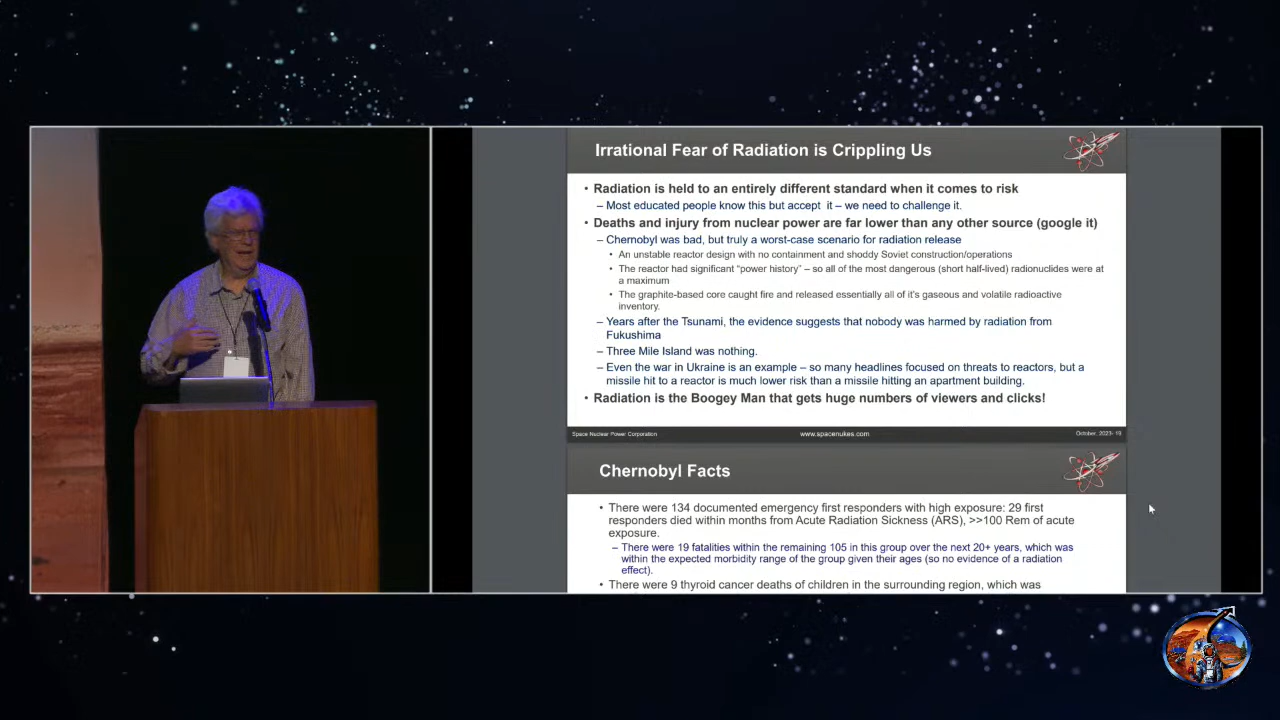 Irrational Fear of Radiation is Crippling Us
• Radiation is held to an entirely different standard when it comes to risk
– Most educated people know this but accept it – we need to challenge it.
• Deaths and injury from nuclear power are far lower than any other source (google it)
– Chernobyl was bad, but truly a worst-case scenario for radiation release
• An unstable reactor design with no containment and shoddy Soviet construction/operations
• The reactor had significant “power history” – so all of the most dangerous (short half-lived) radionuclides were at
a maximum
• The graphite-based core caught fire and released essentially all of it's gaseous and volatile radioactive
inventory.
– Years after the Tsunami, the evidence suggests that nobody was harmed by radiation from
Fukushima
– Three Mile Island was nothing.
– Even the war in Ukraine is an example – so many headlines focused on threats to reactors, but a
missile hit to a reactor is much lower risk than a missile hitting an apartment building.
• Radiation is the Boogey Man that gets huge numbers of viewers and clicks!
Space Nuclear Power Corporation www.spacenukes.com October, 2023- 18
Chernobyl Facts
• There were 134 documented emergency first responders with high exposure: 29 first
responders died within months from Acute Radiation Sickness (ARS), >>100 Rem of acute
exposure.
– There were 19 fatalities within the remaining 105 in this group over the next 20+ years, which was
within the expected morbidity range of the group given their ages (so no evidence of a radiation
effect).
• There were 9 thyroid cancer deaths of children in the surrounding region, which was